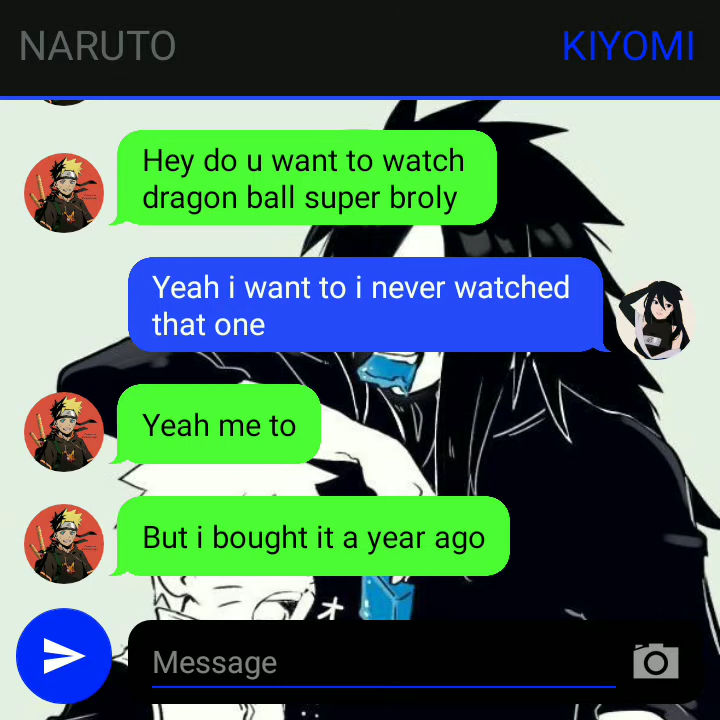 NARUTO
KIYOMI
Hey do u want to watch
dragon ball super broly
Yeah i want to i never watched
that one
Yeah me to
But i bought it a year ago
Message